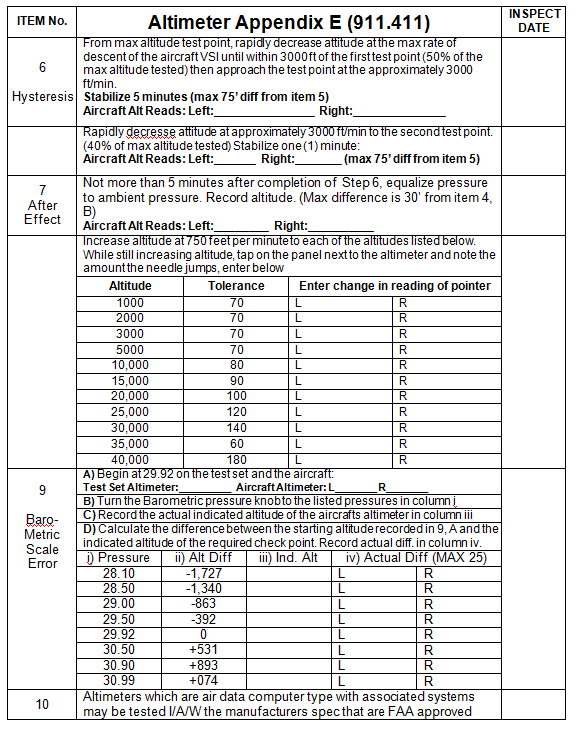 ITEM No.
Altimeter Appendix E (911.411)
INSPECT
DATE
6
Hysteresis
From max altitude test point, rapidly decrease attitude at the max rate of
descent of the aircraft VSI until within 3000ft of the first test point (50% of the
max altitude tested) then approach the test point at the approximately 3000
ft/min.
Stabilize 5 minutes (max 75' diff from item 5)
Aircraft Alt Reads: Left:_______________ Right:______________
Rapidly decresse attitude at approximately 3000 ft/min to the second test point.
(40% of max altitude tested) Stabilize one (1) minute:
Aircraft Alt Reads: Left:______ Right:_______ (max 75' diff from item 5)
7
After
Effect
Not more than 5 minutes after completion of Step 6, equalize pressure
to ambient pressure. Record altitude. (Max difference is 30' from item 4,
B)
Aircraft Alt Reads: Left:________ Right:__________
Increase altitude at 750 feet per minute to each of the altitudes listed below.
While still increasing altitude, tap on the panel next to the altimeter and note the
amount the needle jumps, enter below
Altitude Tolerance Enter change in reading of pointer
1000 70 L R
2000 70 L R
3000 70 L R
5000 70 L R
10,000 80 L R
15,000 90 L R
20,000 100 L R
25,000 120 L R
30,000 140 L R
35,000 60 L R
40,000 180 L R
9
Baro-
Metric
Scale
Error
A) Begin at 29.92 on the test set and the aircraft:
Test Set Altimeter:____________ Aircraft Altimeter: L______ R______
B) Turn the Barometric pressure knob to the listed pressures in column i
C) Record the actual indicated altitude of the aircrafts altimeter in column iii
D) Calculate the difference between the starting altitude recorded in 9, A and the
indicated altitude of the required check point. Record actual diff. in column iv.
i) Pressure ii) Alt Diff iii) Ind. Alt iv) Actual Diff (MAX 25)
28.10 -1,727 L R
28.50 -1,340 L R
29.00 -863 L R
29.50 -392 L R
29.92 0 L R
30.50 +531 L R
30.90 +893 L R
30.99 +074 L R
10
Altimeters which are air data computer type with associated systems
may be tested I/A/W the manufacturers spec that are FAA approved